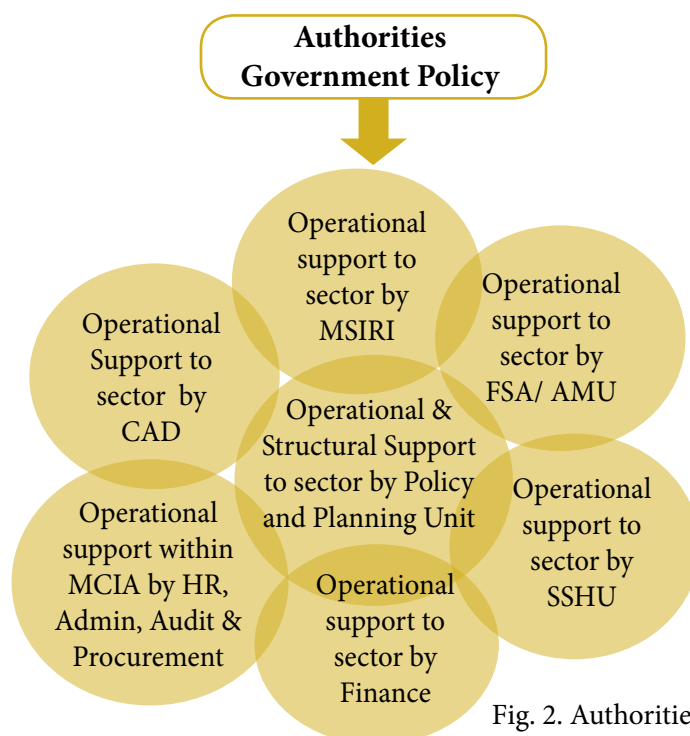 Authorities
Government Policy
Operational
support to
sector by
MSIRI
Operational
support to
sector by
FSA/ AMU
Operational
Support to
sector by
CAD
Operational &
Structural Support
to sector by Policy
and Planning Unit
Operational
support to
sector by
SSHU
Operational
support within
MCIA by HR,
Admin, Audit &
Procurement
Operational
support to
sector by
Finance
Fig. 2. Authoritie